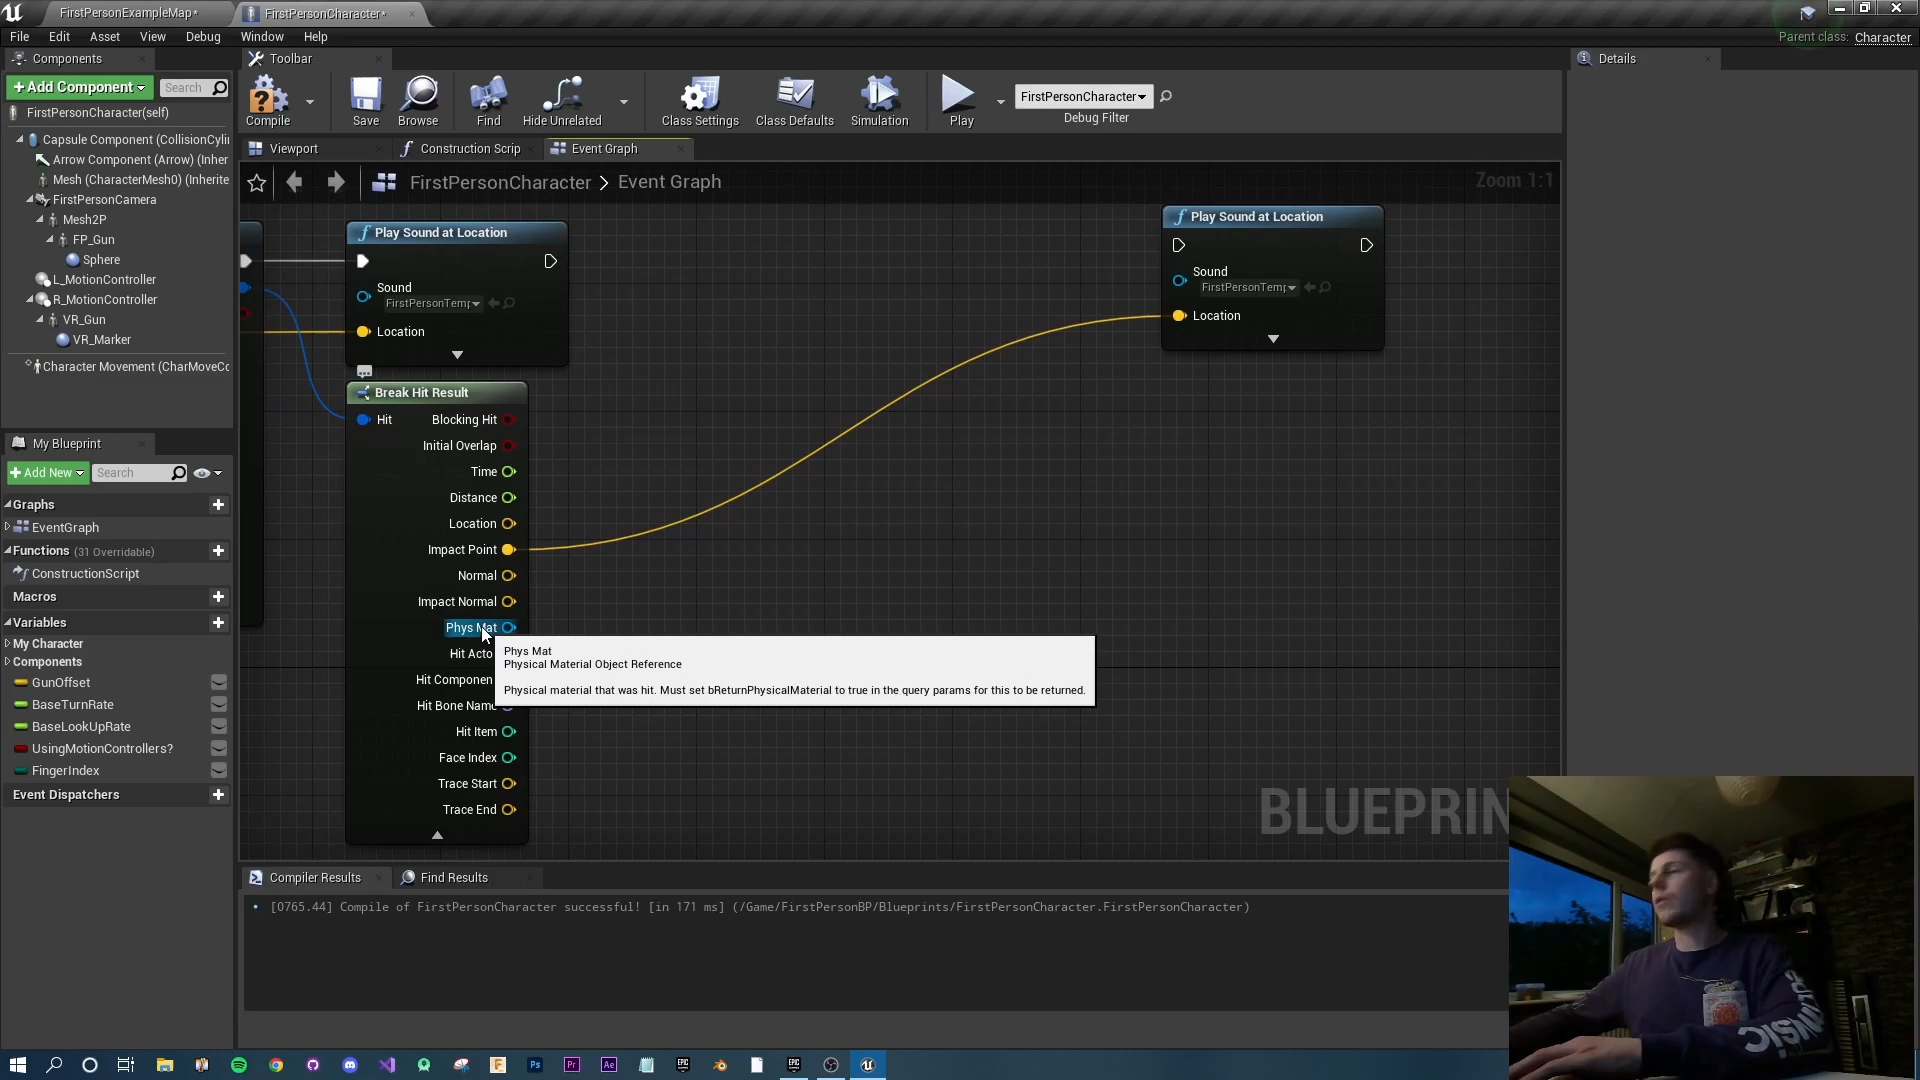 FirstPersonExampleMap*
FirstPersonCharacter*
File Edit Asset View Debug Window Help
Parent class: Character
Components
Toolbar
Details
+Add Component
Search
FirstPersonCharacter(self)
Capsule Component (CollisionCyli
Arrow Component (Arrow) (Inher
Mesh (CharacterMesh0) (Inherite
FirstPersonCamera
Mesh2P
FP_Gun
Sphere
L_MotionController
R_MotionController
VR_Gun
VR_Marker
Character Movement (CharMoveCo
Compile
Save
Browse
Find
Hide Unrelated
Class Settings
Class Defaults
Simulation
Play
FirstPersonCharacter
Debug Filter
Viewport
Construction Scrip
Event Graph
FirstPersonCharacter > Event Graph
Zoom 1:1
Play Sound at Location
Sound
FirstPersonTemp
Location
Play Sound at Location
Sound
FirstPersonTemp
Location
Break Hit Result
Hit
Blocking Hit
Initial Overlap
Time
Distance
Location
Impact Point
Normal
Impact Normal
Phys Mat
Hit Acto
Hit Componen
Hit Bone Name
Hit Item
Face Index
Trace Start
Trace End
Phys Mat
Physical Material Object Reference
Physical material that was hit. Must set bReturnPhysicalMaterial to true in the query params for this to be returned.
BLUEPRIN
My Blueprint
+Add New
Search
Graphs
EventGraph
Functions (31 Overridable)
ConstructionScript
Macros
Variables
My Character
Components
GunOffset
BaseTurnRate
BaseLookUpRate
UsingMotionControllers?
FingerIndex
Event Dispatchers
Compiler Results
Find Results
[0765.44] Compile of FirstPersonCharacter successful! [in 171 ms] (/Game/FirstPersonBP/Blueprints/FirstPersonCharacter.FirstPersonCharacter)
Ps
Pr
Ae
EPIC
EPIC
MUSIC